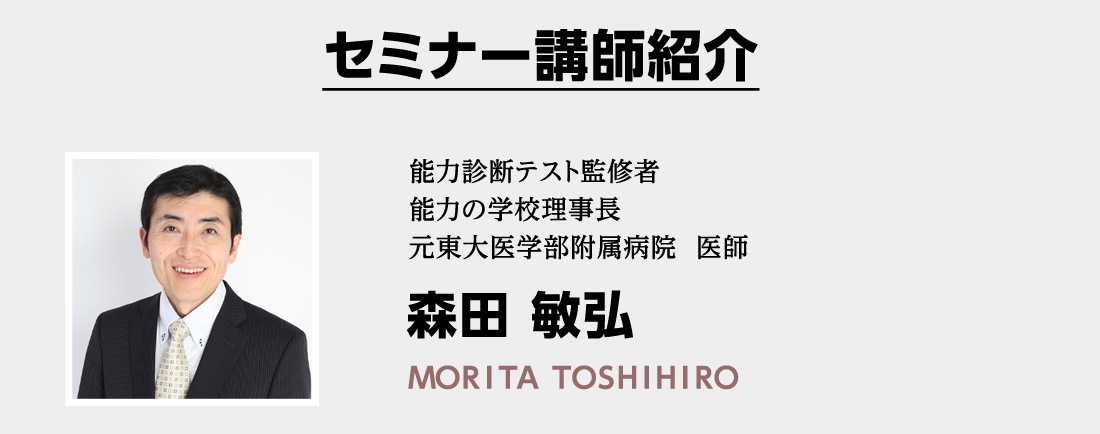 セミナー講師紹介
能力診断テスト監修者
能力の学校理事長
元東大医学部附属病院　医師
森田 敏弘
MORITA TOSHIHIRO